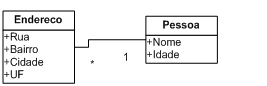 Endereco
+Rua
+Bairro
+Cidade
+UF
*
1
Pessoa
+Nome
+Idade